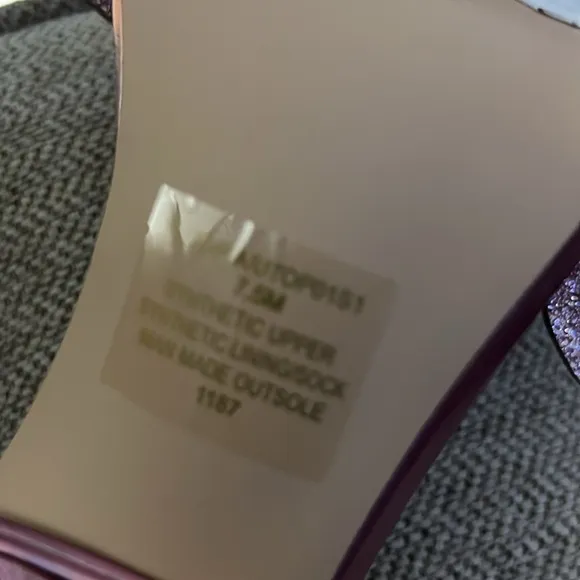 7.5M
SYNTHETIC UPPER
SYNTHETIC LINING/SOCK
MAN MADE OUTSOLE
1187